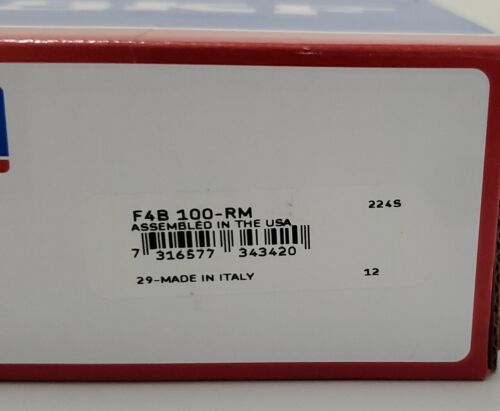 F4B 100-RM 224S
ASSEMBLED IN THE USA
7 316577 343420
29-MADE IN ITALY 12